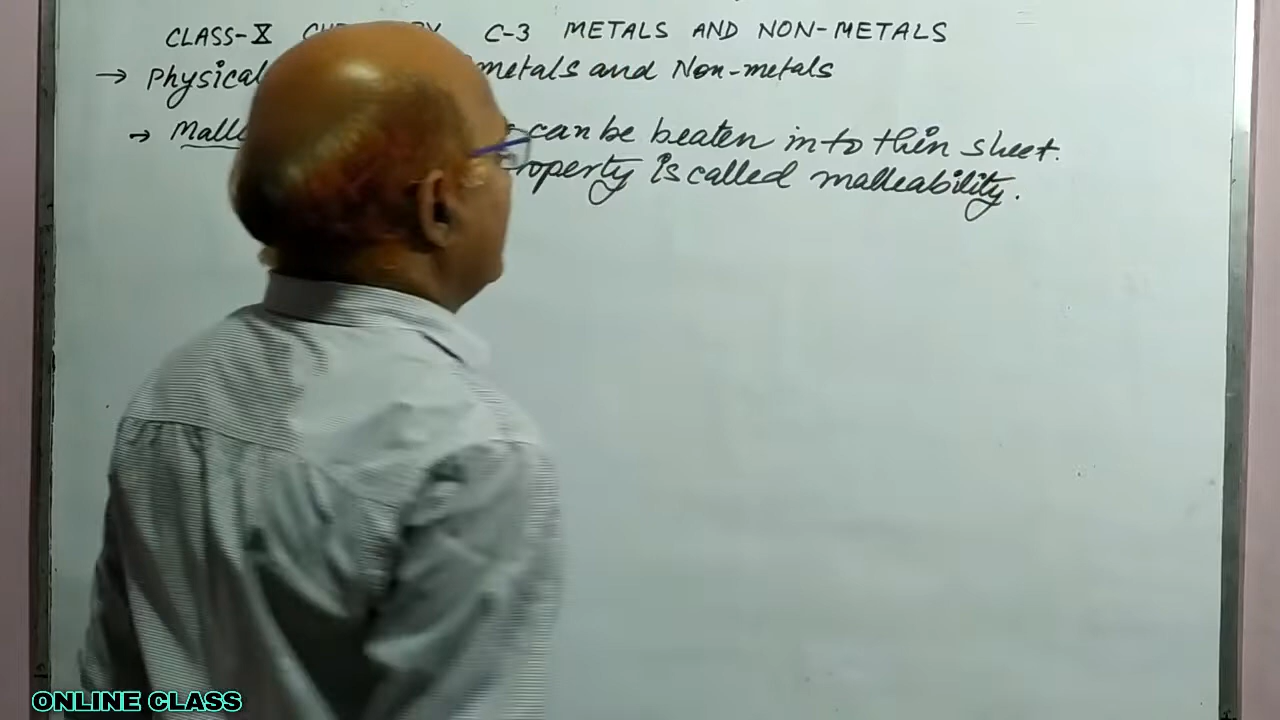 CLASS-X C-3 METALS AND NON-METALS
→ Physical metals and Non-metals
→ can be beaten into thin sheet.
is called malleability.
ONLINE CLASS